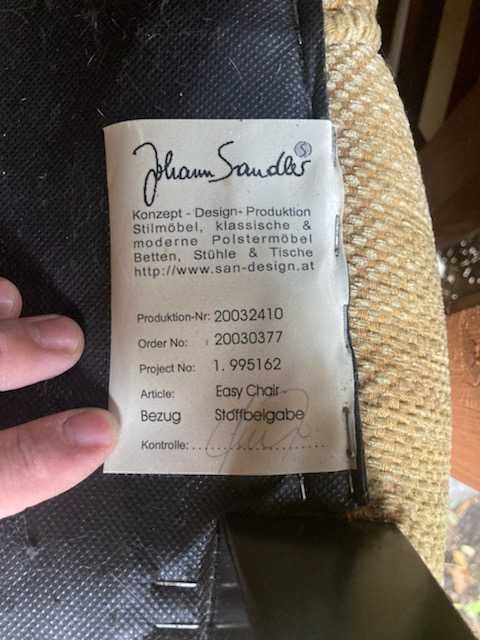 Johann Sandler S
Konzept - Design- Produktion
Stilmöbel, klassische &
moderne Polstermöbel
Betten, Stühle & Tische
http://www.san-design.at
Produktion-Nr: 20032410
Order No: : 20030377
Project No: 1. 995162
Article: Easy Chair
Bezug Stoffbeigabe
Kontrolle: ........................